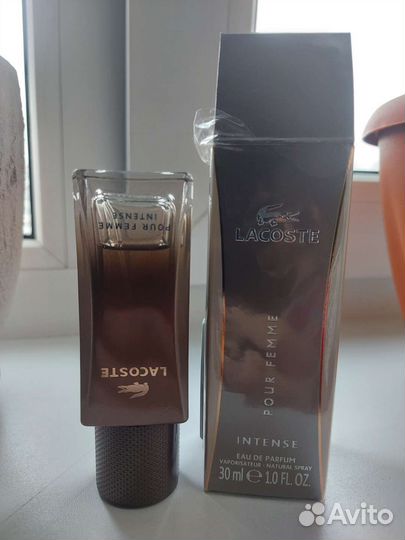 POUR FEMME
INTENSE
LACOSTE
LACOSTE
POUR FEMME
INTENSE
EAU DE PARFUM
VAPORISATEUR · NATURAL SPRAY
30 ml ℮ 1.0 FL. OZ.
Avito